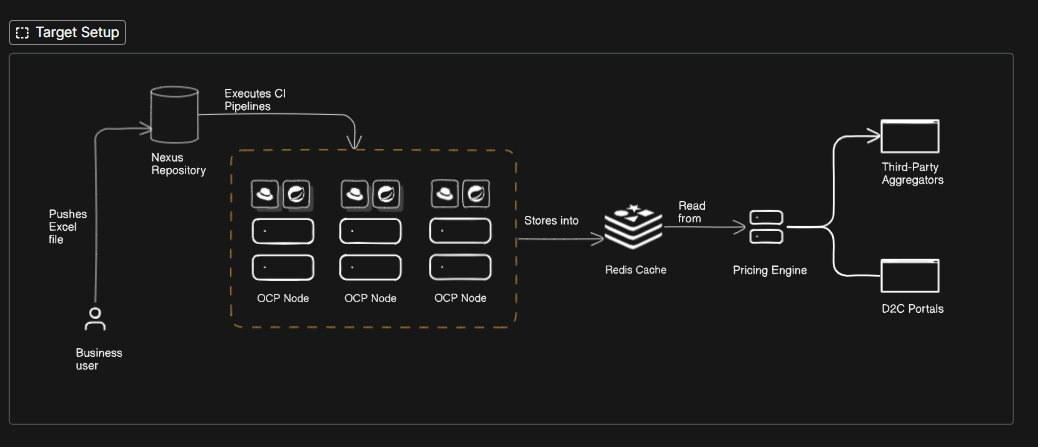 Target Setup
Executes CI
Pipelines
Nexus
Repository
Third-Party
Aggregators
Pushes
Excel
file
Stores into
Read
from
Redis Cache
Pricing Engine
OCP Node
OCP Node
OCP Node
D2C Portals
Business
user